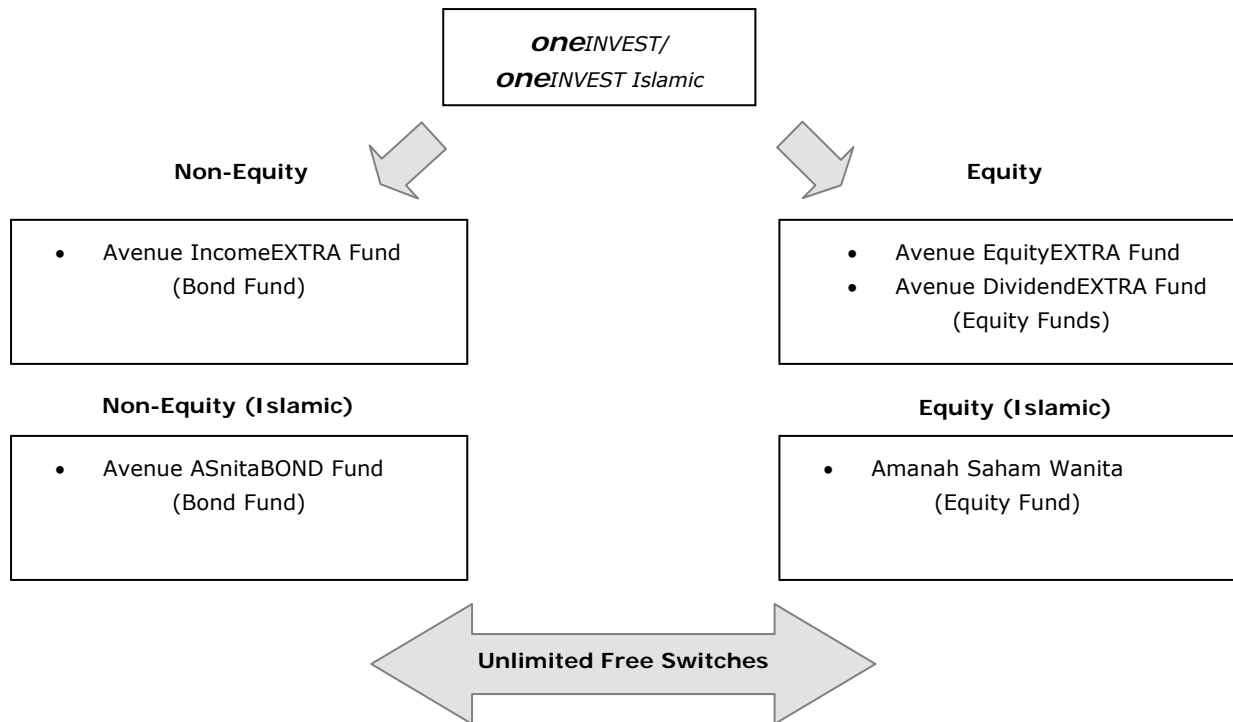 oneINVEST/
oneINVEST Islamic
Non-Equity
Equity
• Avenue IncomeEXTRA Fund
(Bond Fund)
• Avenue EquityEXTRA Fund
• Avenue DividendEXTRA Fund
(Equity Funds)
Non-Equity (Islamic)
Equity (Islamic)
• Avenue ASnitaBOND Fund
(Bond Fund)
• Amanah Saham Wanita
(Equity Fund)
Unlimited Free Switches